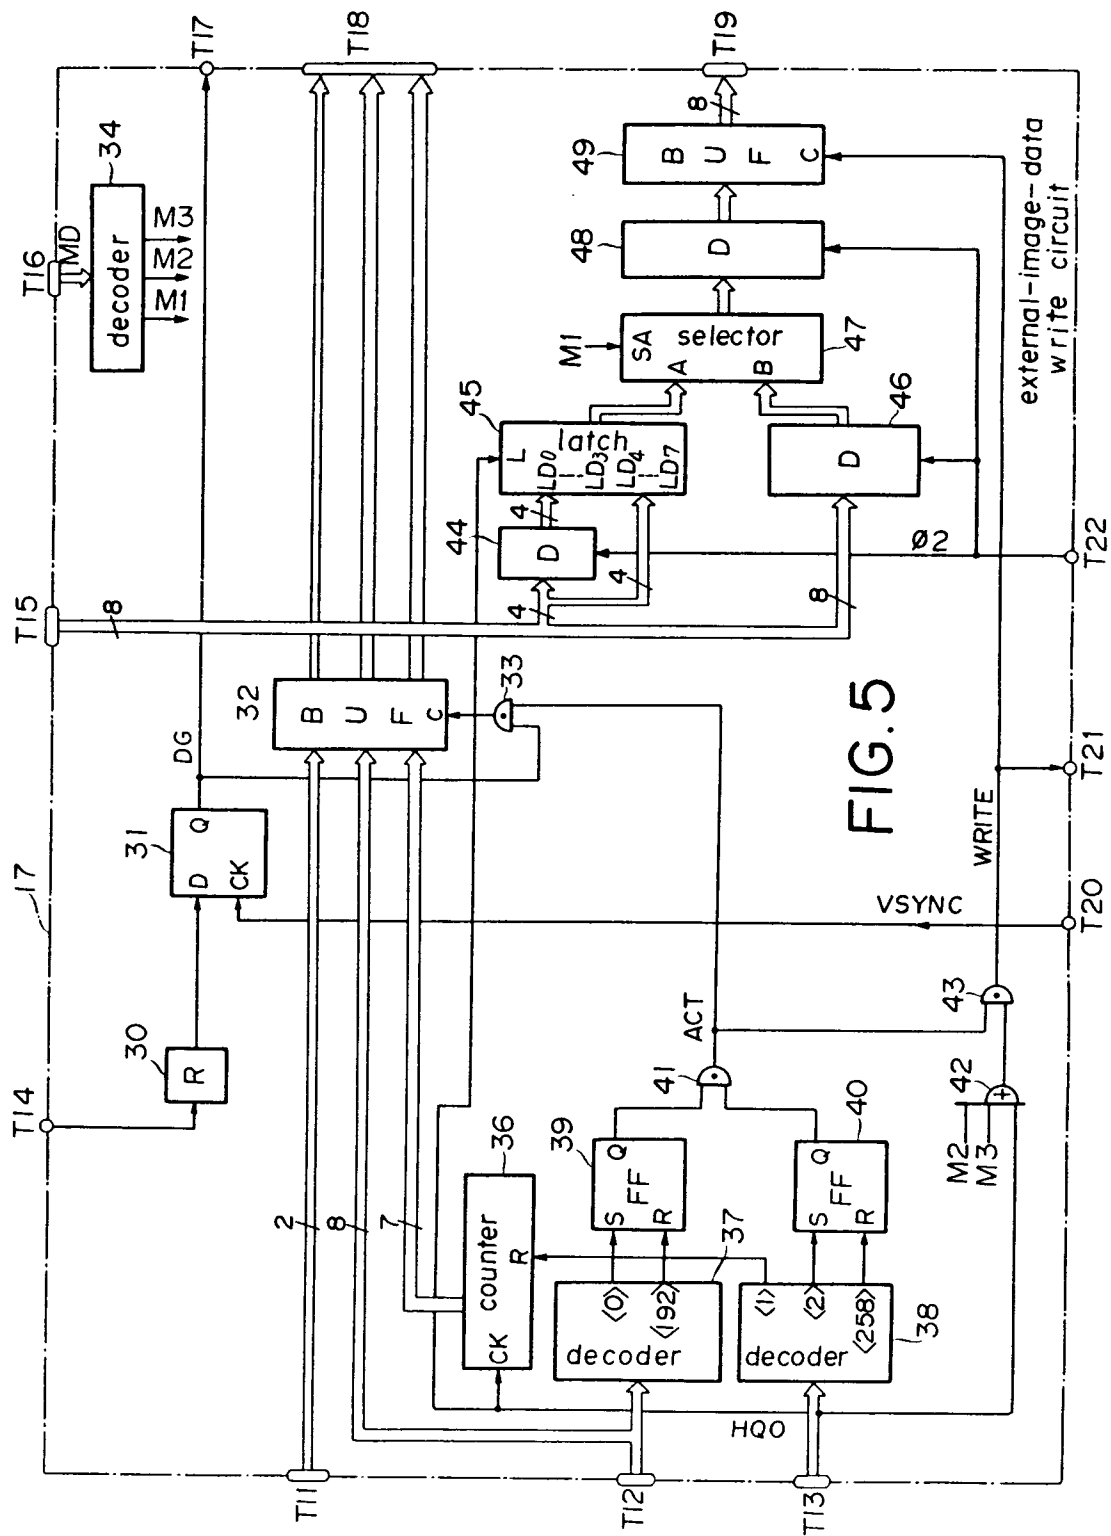 17
T14
T15
T16
T17
T18
T19
MD
34
decoder
M1
M2
M3
30
R
31
D
Q
CK
DG
32
B
U
F
C
33
2
8
7
8
T11
T12
T13
36
counter
CK
R
39
S
FF
R
Q
40
S
FF
R
Q
37
decoder
<0>
<192>
38
decoder
<1>
<2>
<258>
HQ0
41
ACT
42
+
M2
M3
43
WRITE
VSYNC
T20
T21
T22
ø2
44
D
4
4
4
8
45
L
latch
LD0
LD3
LD4
LD7
46
D
M1
SA
selector
A
B
47
48
D
49
B
U
F
C
8
external-image-data
write circuit
FIG. 5